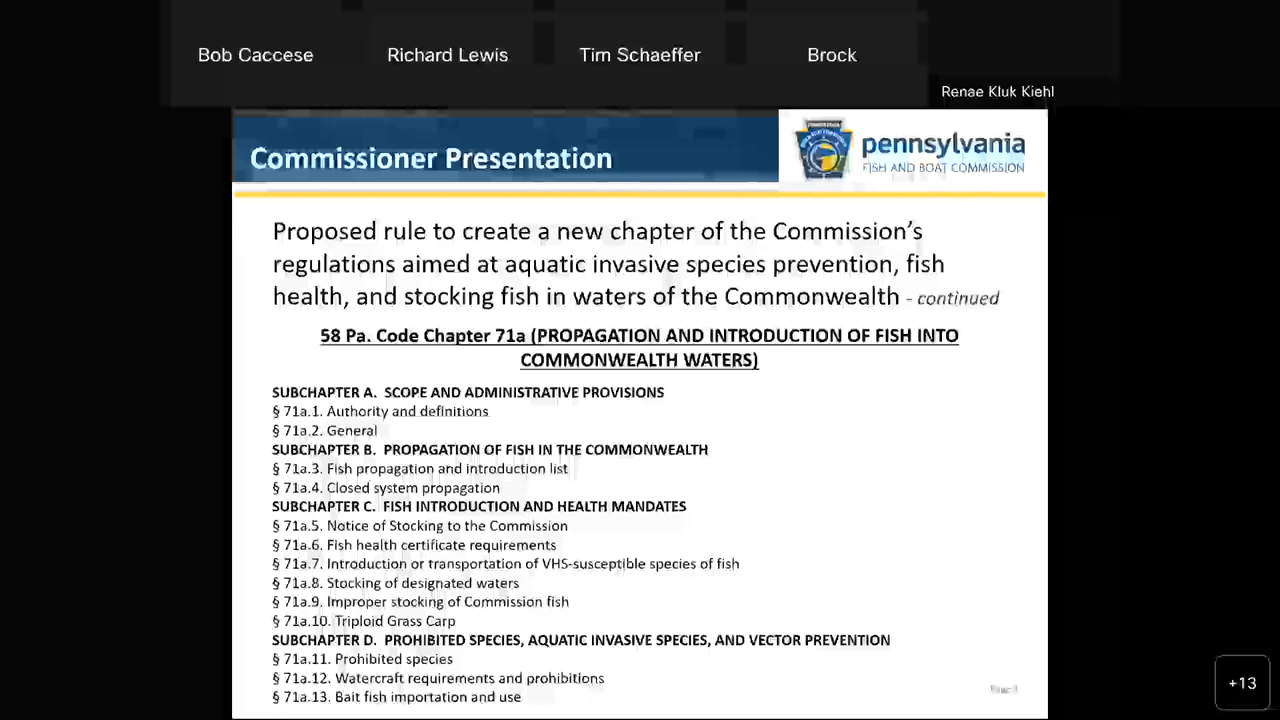 Bob Caccese
Richard Lewis
Tim Schaeffer
Brock
Renae Kluk Kiehl
Commissioner Presentation
pennsylvania
FISH AND BOAT COMMISSION
Proposed rule to create a new chapter of the Commission's
regulations aimed at aquatic invasive species prevention, fish
health, and stocking fish in waters of the Commonwealth - continued
58 Pa. Code Chapter 71a (PROPAGATION AND INTRODUCTION OF FISH INTO
COMMONWEALTH WATERS)
SUBCHAPTER A. SCOPE AND ADMINISTRATIVE PROVISIONS
§ 71a.1. Authority and definitions
§ 71a.2. General
SUBCHAPTER B. PROPAGATION OF FISH IN THE COMMONWEALTH
§ 71a.3. Fish propagation and introduction list
§ 71a.4. Closed system propagation
SUBCHAPTER C. FISH INTRODUCTION AND HEALTH MANDATES
§ 71a.5. Notice of Stocking to the Commission
§ 71a.6. Fish health certificate requirements
§ 71a.7. Introduction or transportation of VHS-susceptible species of fish
§ 71a.8. Stocking of designated waters
§ 71a.9. Improper stocking of Commission fish
§ 71a.10. Triploid Grass Carp
SUBCHAPTER D. PROHIBITED SPECIES, AQUATIC INVASIVE SPECIES, AND VECTOR PREVENTION
§ 71a.11. Prohibited species
§ 71a.12. Watercraft requirements and prohibitions
§ 71a.13. Bait fish importation and use
+13